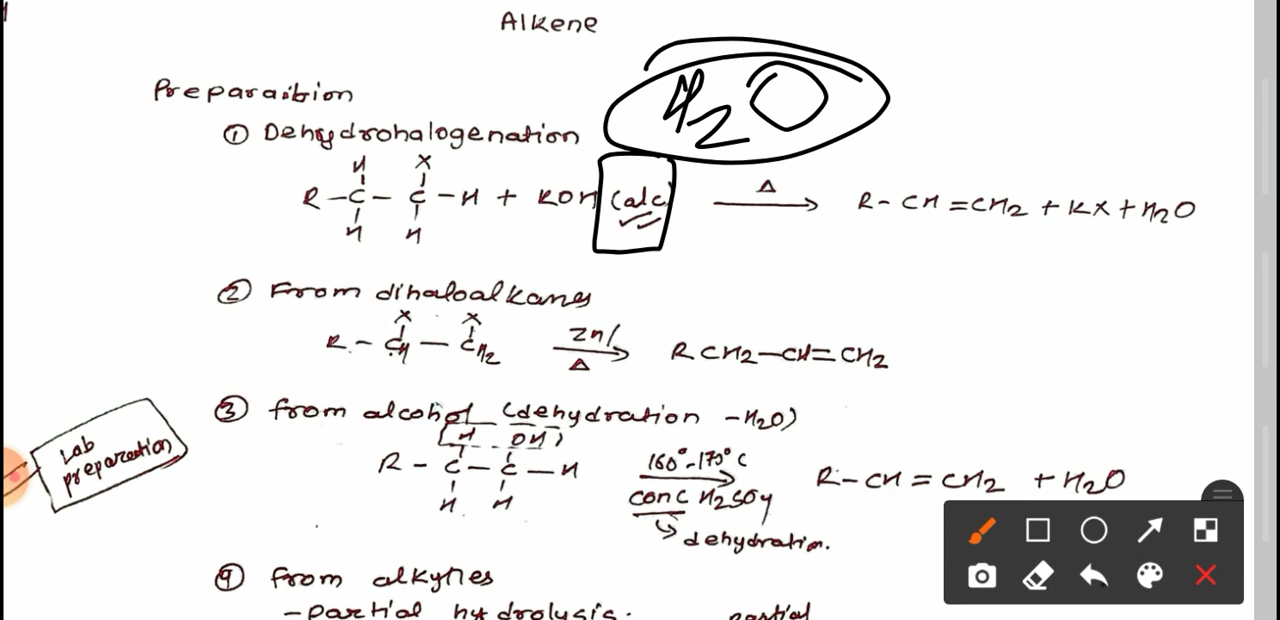 Alkene
H2O
Preparaibion
① Dehydrohalogenation
H X
R - C - C - H + KOH (alc) Δ → R - CH = CH2 + KX + H2O
H H
② From dihaloalkanes
X X
R - CH - CH2 Zn/ Δ → R CH2 - CH = CH2
③ from alcohol (dehydration - H2O)
H OH
R - C - C - H 160° - 170° C → R - CH = CH2 + H2O
H H conc H2SO4
↳ dehydration.
Lab
preparation
④ from alkynes
- partial hydrolysis. partial